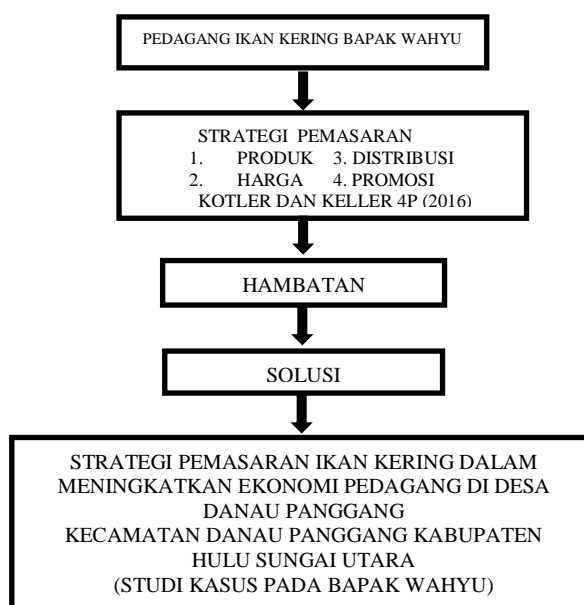 PEDAGANG IKAN KERING BAPAK WAHYU
STRATEGI PEMASARAN
1. PRODUK 3. DISTRIBUSI
2. HARGA 4. PROMOSI
KOTLER DAN KELLER 4P (2016)
HAMBATAN
SOLUSI
STRATEGI PEMASARAN IKAN KERING DALAM
MENINGKATKAN EKONOMI PEDAGANG DI DESA
DANAU PANGGANG
KECAMATAN DANAU PANGGANG KABUPATEN
HULU SUNGAI UTARA
(STUDI KASUS PADA BAPAK WAHYU)